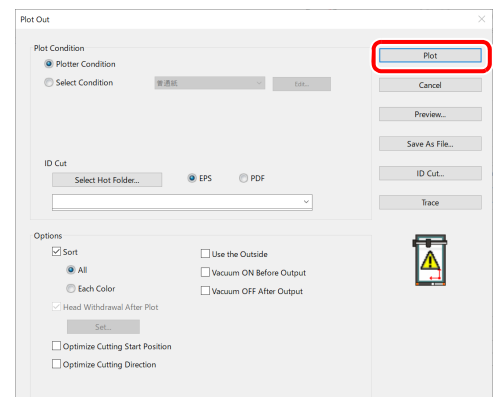 Plot Out
Plot Condition
Plotter Condition
Select Condition
普通紙
Edit...
ID Cut
Select Hot Folder...
EPS
PDF
Plot
Cancel
Preview...
Save As File...
ID Cut...
Trace
Options
Sort
All
Each Color
Head Withdrawal After Plot
Set...
Optimize Cutting Start Position
Optimize Cutting Direction
Use the Outside
Vacuum ON Before Output
Vacuum OFF After Output